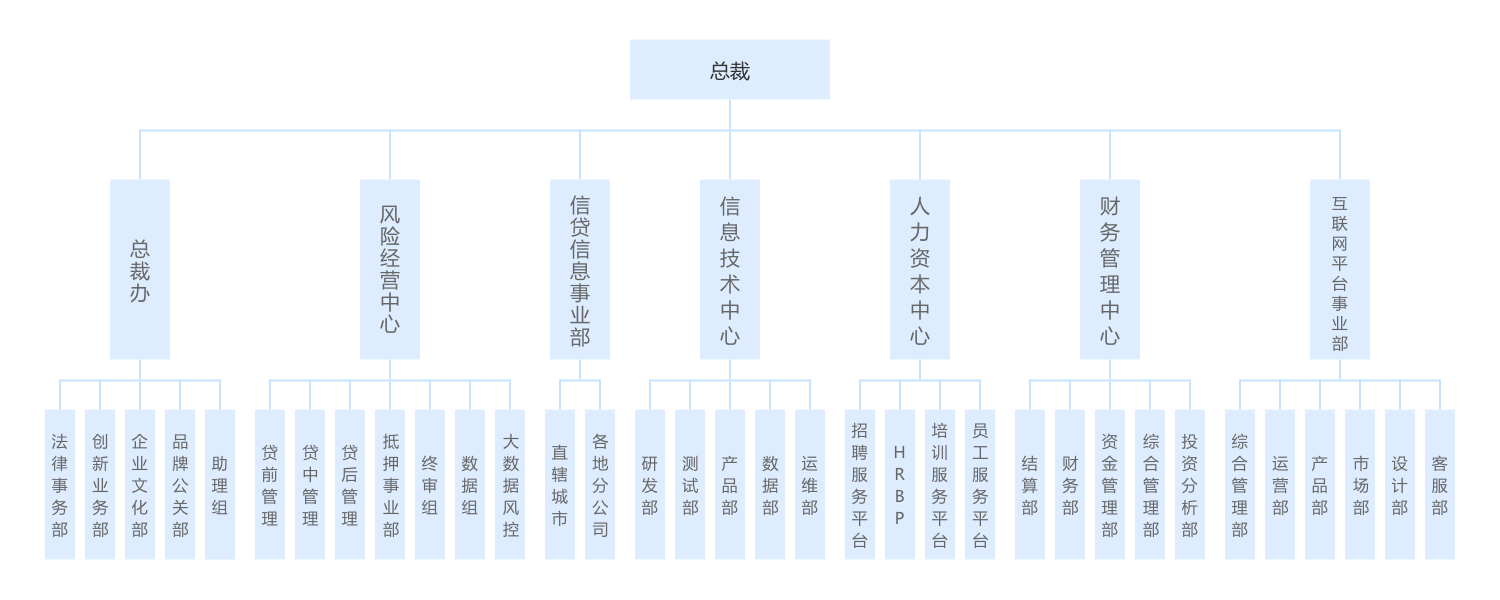 总裁
总裁办
风险经营中心
信贷信息事业部
信息技术中心
人力资本中心
财务管理中心
互联网平台事业部
法律事务部
创新业务部
企业文化部
品牌公关部
助理组
贷前管理
贷中管理
贷后管理
抵押事业部
终审组
数据组
大数据风控
直辖城市
各地分公司
研发部
测试部
产品部
数据部
运维部
招聘服务平台
HRBP
培训服务平台
员工服务平台
结算部
财务部
资金管理部
综合管理部
投资分析部
综合管理部
运营部
产品部
市场部
设计部
客服部